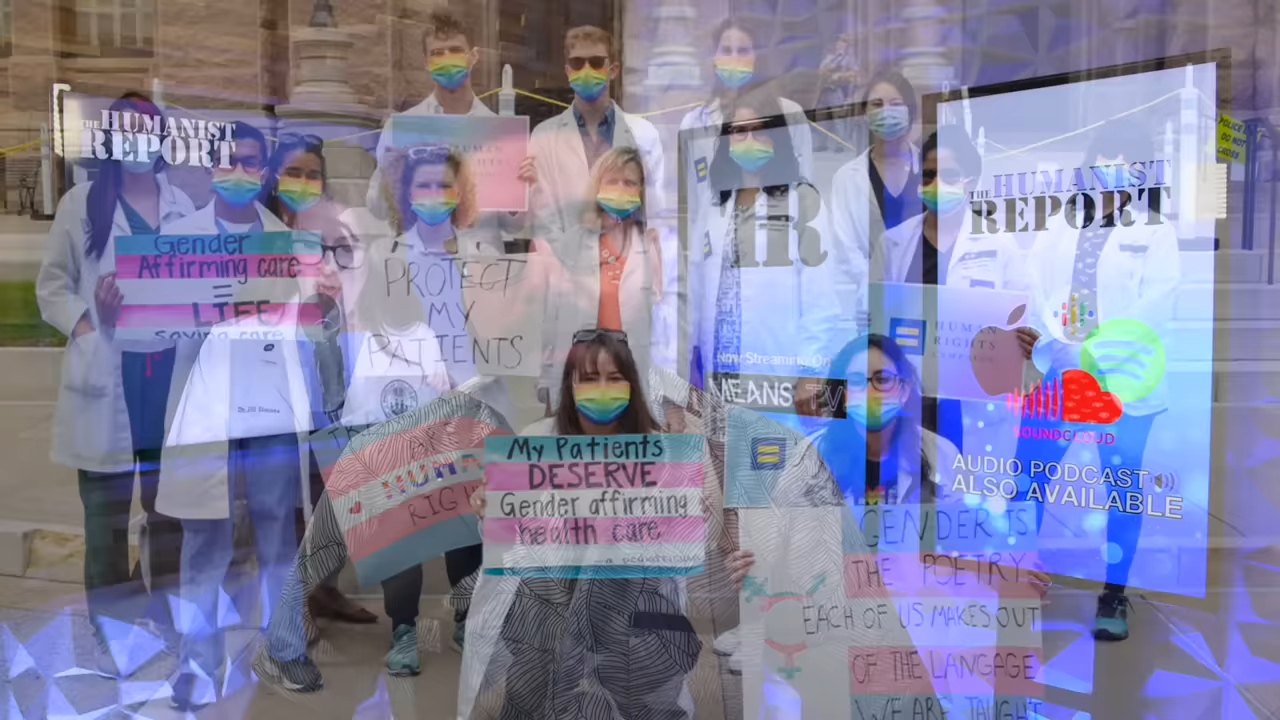 THE HUMANIST
REPORT
Gender
Affirming care
=
LIFE
saving care
PROTECT
MY
PATIENTS
HUMAN
My Patients
DESERVE
Gender affirming
health care
HR
Now Streaming On
MEANS TV
THE HUMANIST
REPORT
HUMAN
RIGHTS
CAMPAIGN
SOUNDCLOUD
AUDIO PODCAST
ALSO AVAILABLE
POLICE LINE
DO NOT
CROSS
GENDER IS
THE POETRY
EACH OF US MAKES OUT
OF THE LANGAGE
WE ARE TAUGHT